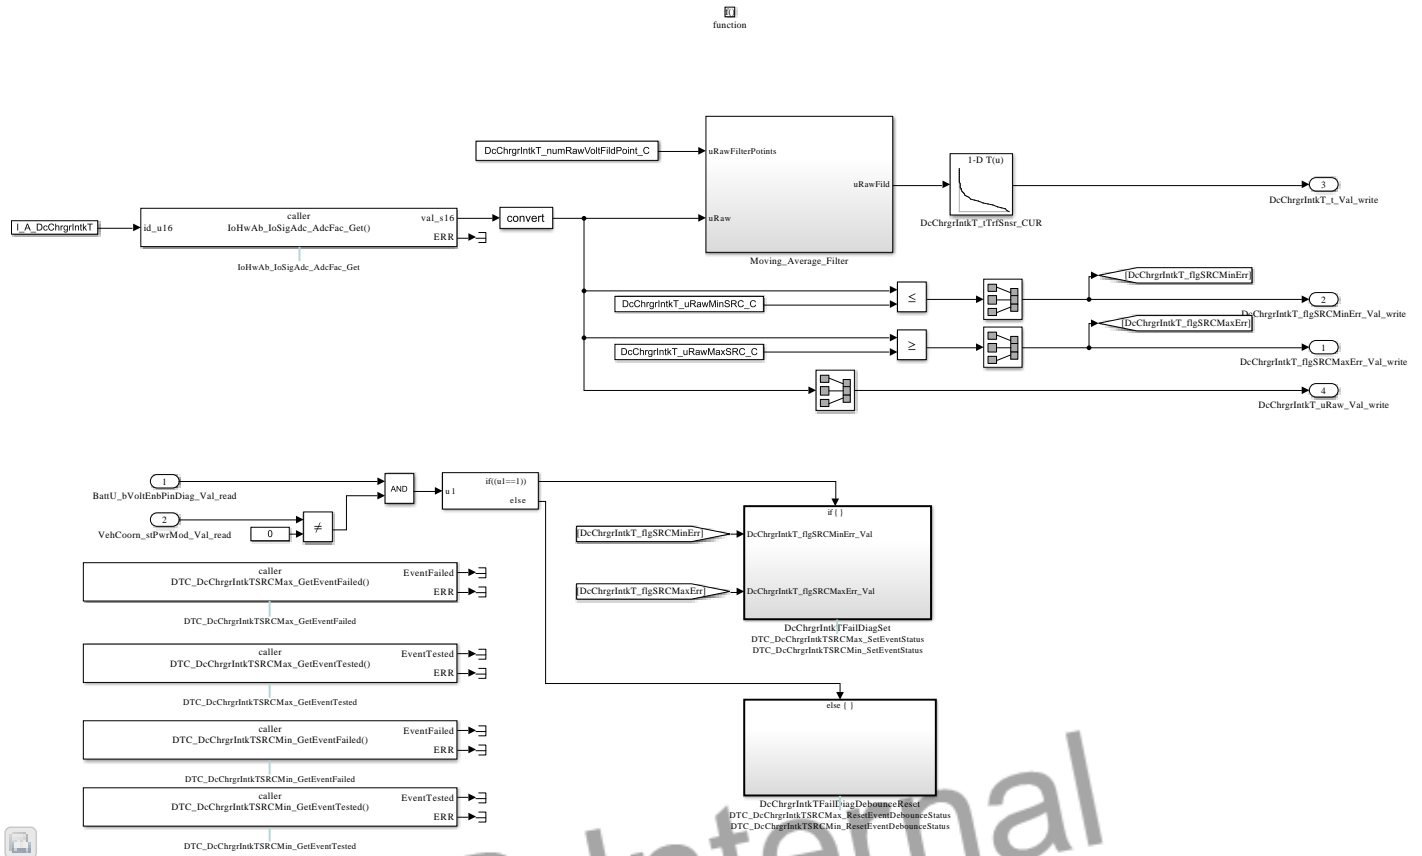 f()
function
DcChrgrIntkT_numRawVoltFildPoint_C
uRawFilterPotints
uRawFild
uRaw
Moving_Average_Filter
1-D T(u)
DcChrgrIntkT_tTrfSnsr_CUR
3
DcChrgrIntkT_t_Val_write
I_A_DcChrgrIntkT
id_u16
caller
IoHwAb_IoSigAdc_AdcFac_Get()
val_s16
ERR
IoHwAb_IoSigAdc_AdcFac_Get
convert
[DcChrgrIntkT_flgSRCMinErr]
DcChrgrIntkT_uRawMinSRC_C
≤
2
DcChrgrIntkT_flgSRCMinErr_Val_write
[DcChrgrIntkT_flgSRCMaxErr]
DcChrgrIntkT_uRawMaxSRC_C
≥
1
DcChrgrIntkT_flgSRCMaxErr_Val_write
4
DcChrgrIntkT_uRaw_Val_write
1
BattU_bVoltEnbPinDiag_Val_read
2
VehCoorn_stPwrMod_Val_read
0
≠
AND
u1
if((u1==1))
else
if { }
[DcChrgrIntkT_flgSRCMinErr]
DcChrgrIntkT_flgSRCMinErr_Val
[DcChrgrIntkT_flgSRCMaxErr]
DcChrgrIntkT_flgSRCMaxErr_Val
DcChrgrIntkTFailDiagSet
DTC_DcChrgrIntkTSRCMax_SetEventStatus
DTC_DcChrgrIntkTSRCMin_SetEventStatus
caller
DTC_DcChrgrIntkTSRCMax_GetEventFailed()
EventFailed
ERR
DTC_DcChrgrIntkTSRCMax_GetEventFailed
caller
DTC_DcChrgrIntkTSRCMax_GetEventTested()
EventTested
ERR
DTC_DcChrgrIntkTSRCMax_GetEventTested
caller
DTC_DcChrgrIntkTSRCMin_GetEventFailed()
EventFailed
ERR
DTC_DcChrgrIntkTSRCMin_GetEventFailed
caller
DTC_DcChrgrIntkTSRCMin_GetEventTested()
EventTested
ERR
DTC_DcChrgrIntkTSRCMin_GetEventTested
else { }
DcChrgrIntkTFailDiagDebounceReset
DTC_DcChrgrIntkTSRCMax_ResetEventDebounceStatus
DTC_DcChrgrIntkTSRCMin_ResetEventDebounceStatus
Internal